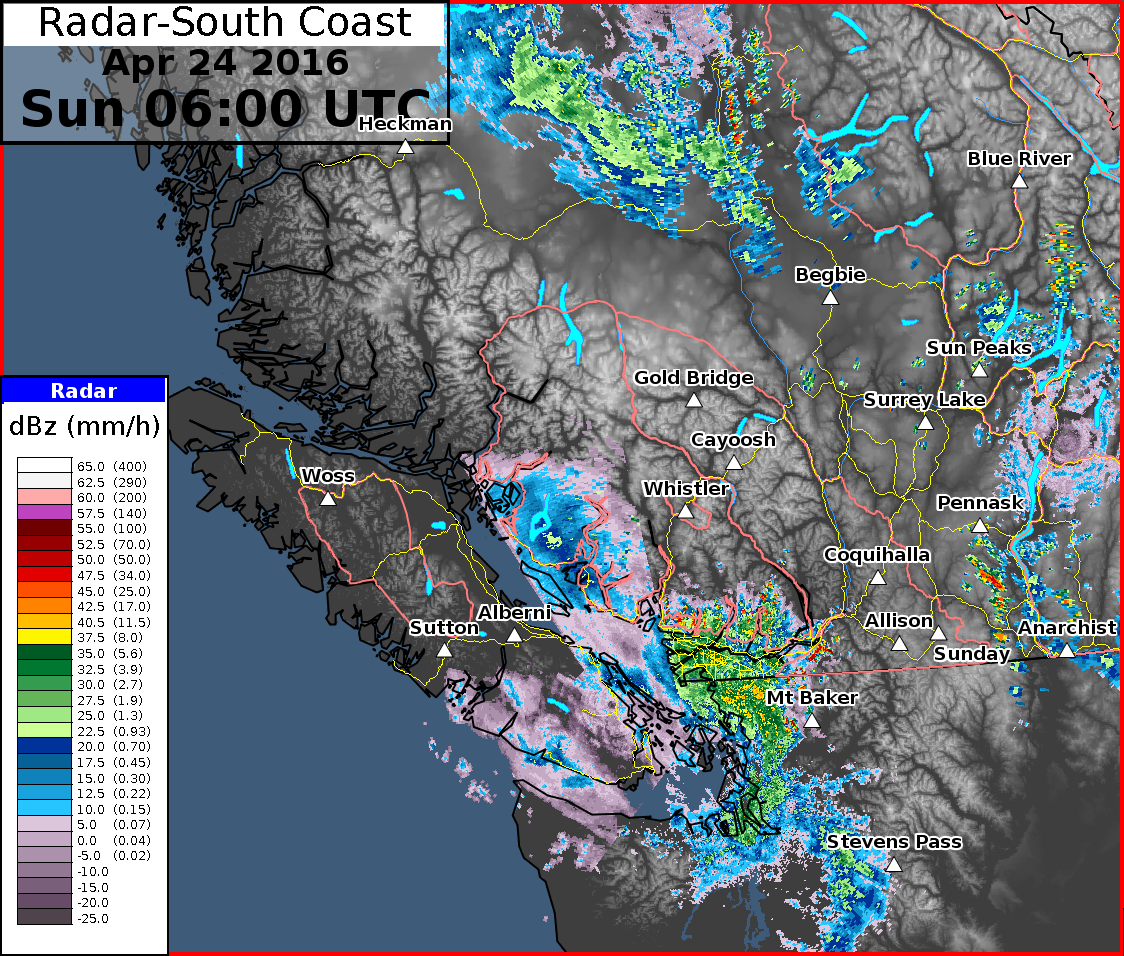 Radar-South Coast
Apr 24 2016
Sun 06:00 UTC
Heckman
Blue River
Begbie
Sun Peaks
Gold Bridge
Surrey Lake
Radar
dBz (mm/h)
Cayoosh
65.0 (400)
62.5 (290)
60.0 (200)
57.5 (140)
55.0 (100)
52.5 (70.0)
50.0 (50.0)
47.5 (34.0)
45.0 (25.0)
42.5 (17.0)
40.5 (11.5)
37.5 (8.0)
35.0 (5.6)
32.5 (3.9)
30.0 (2.7)
27.5 (1.9)
25.0 (1.3)
22.5 (0.93)
20.0 (0.70)
17.5 (0.45)
15.0 (0.30)
12.5 (0.22)
10.0 (0.15)
5.0 (0.07)
0.0 (0.04)
-5.0 (0.02)
-10.0
-15.0
-20.0
-25.0
Woss
Whistler
Pennask
Coquihalla
Alberni
Sutton
Allison
Anarchist
Sunday
Mt Baker
Stevens Pass